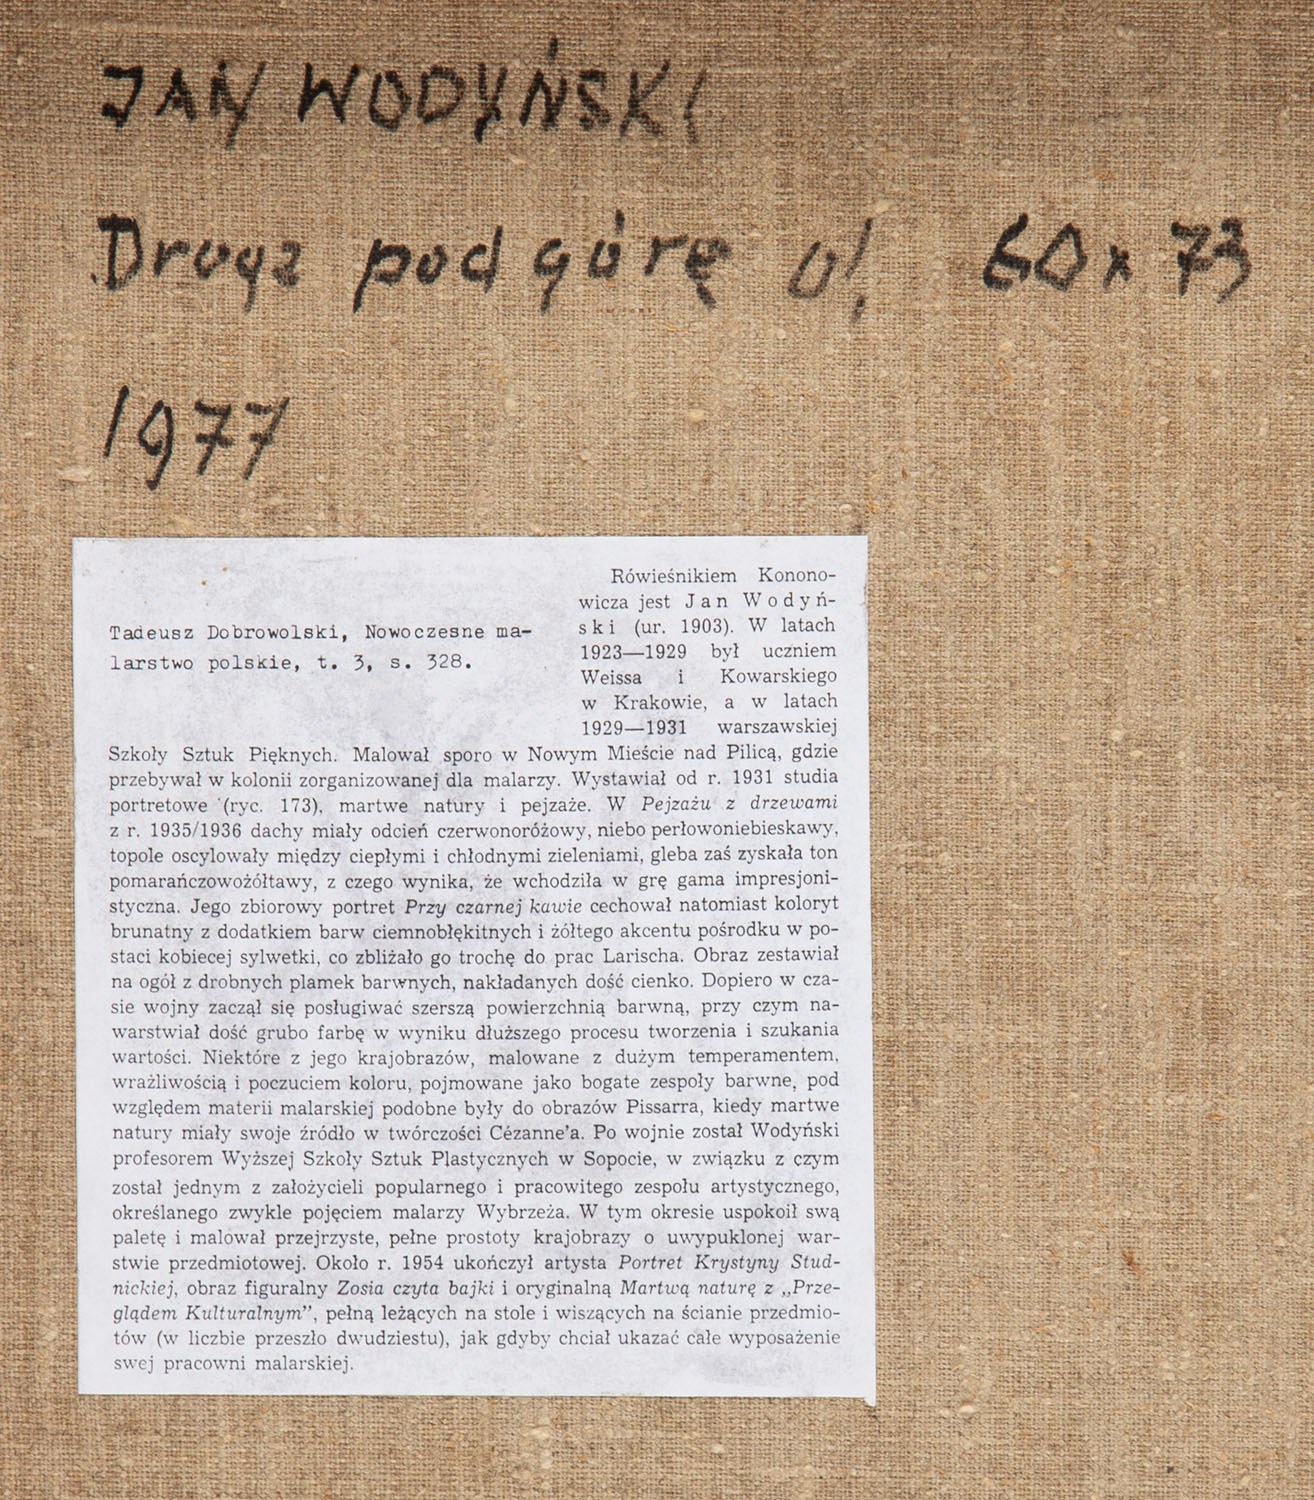 JAN WODYŃSKI
Droga pod górę ol 60 x 73
1977
Tadeusz Dobrowolski, Nowoczesne ma-
larstwo polskie, t. 3, s. 328.
Rówieśnikiem Konono-
wicza jest Jan Wodyń-
ski (ur. 1903). W latach
1923—1929 był uczniem
Weissa i Kowarskiego
w Krakowie, a w latach
1929—1931 warszawskiej
Szkoły Sztuk Pięknych. Malował sporo w Nowym Mieście nad Pilicą, gdzie
przebywał w kolonii zorganizowanej dla malarzy. Wystawiał od r. 1931 studia
portretowe (ryc. 173), martwe natury i pejzaże. W Pejzażu z drzewami
z r. 1935/1936 dachy miały odcień czerwonoróżowy, niebo perłowoniebieskawy,
topole oscylowały między ciepłymi i chłodnymi zieleniami, gleba zaś zyskała ton
pomarańczowożółtawy, z czego wynika, że wchodziła w grę gama impresjoni-
styczna. Jego zbiorowy portret Przy czarnej kawie cechował natomiast koloryt
brunatny z dodatkiem barw ciemnobłękitnych i żółtego akcentu pośrodku w po-
staci kobiecej sylwetki, co zbliżało go trochę do prac Larischa. Obraz zestawiał
na ogół z drobnych plamek barwnych, nakładanych dość cienko. Dopiero w cza-
sie wojny zaczął się posługiwać szerszą powierzchnią barwną, przy czym na-
warstwiał dość grubo farbę w wyniku dłuższego procesu tworzenia i szukania
wartości. Niektóre z jego krajobrazów, malowane z dużym temperamentem,
wrażliwością i poczuciem koloru, pojmowane jako bogate zespoły barwne, pod
względem materii malarskiej podobne były do obrazów Pissarra, kiedy martwe
natury miały swoje źródło w twórczości Cézanne'a. Po wojnie został Wodyński
profesorem Wyższej Szkoły Sztuk Plastycznych w Sopocie, w związku z czym
został jednym z założycieli popularnego i pracowitego zespołu artystycznego,
określanego zwykle pojęciem malarzy Wybrzeża. W tym okresie uspokoił swą
paletę i malował przejrzyste, pełne prostoty krajobrazy o uwypuklonej war-
stwie przedmiotowej. Około r. 1954 ukończył artysta Portret Krystyny Stud-
nickiej, obraz figuralny Zosia czyta bajki i oryginalną Martwą naturę z „Prze-
glądem Kulturalnym”, pełną leżących na stole i wiszących na ścianie przedmio-
tów (w liczbie przeszło dwudziestu), jak gdyby chciał ukazać całe wyposażenie
swej pracowni malarskiej.